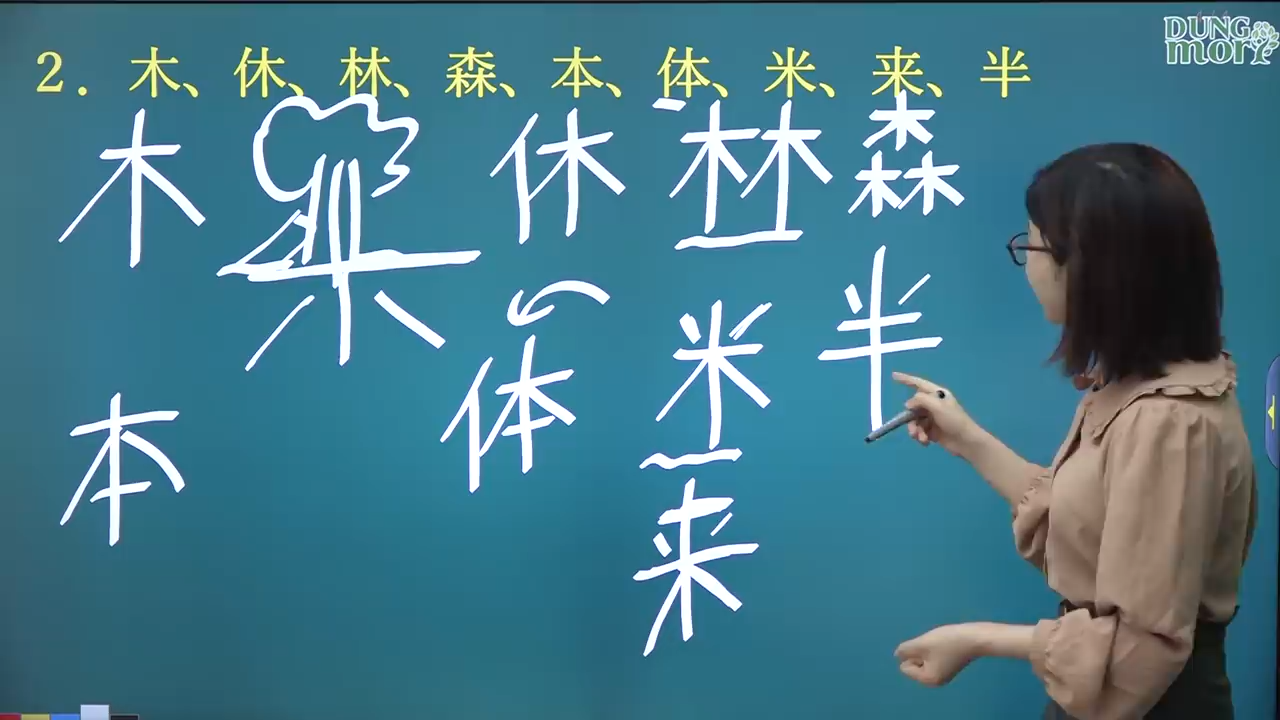 DUNG
mori
2. 木、休、林、森、本、体、米、来、半
木 休 林 森
本 体 米 半
来